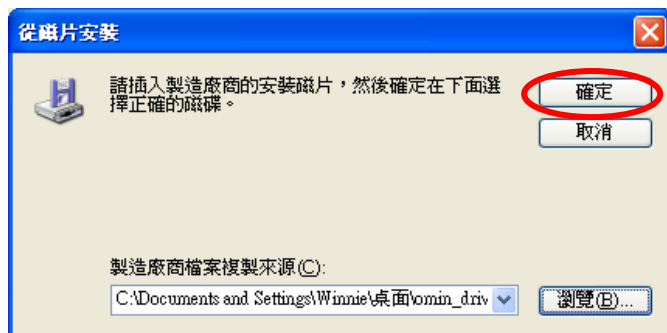 從磁片安裝
請插入製造廠商的安裝磁片，然後確定在下面選
擇正確的磁碟。
確定
取消
製造廠商檔案複製來源(C):
C:\Documents and Settings\Winnie\桌面\omin_driv
瀏覽(B)...